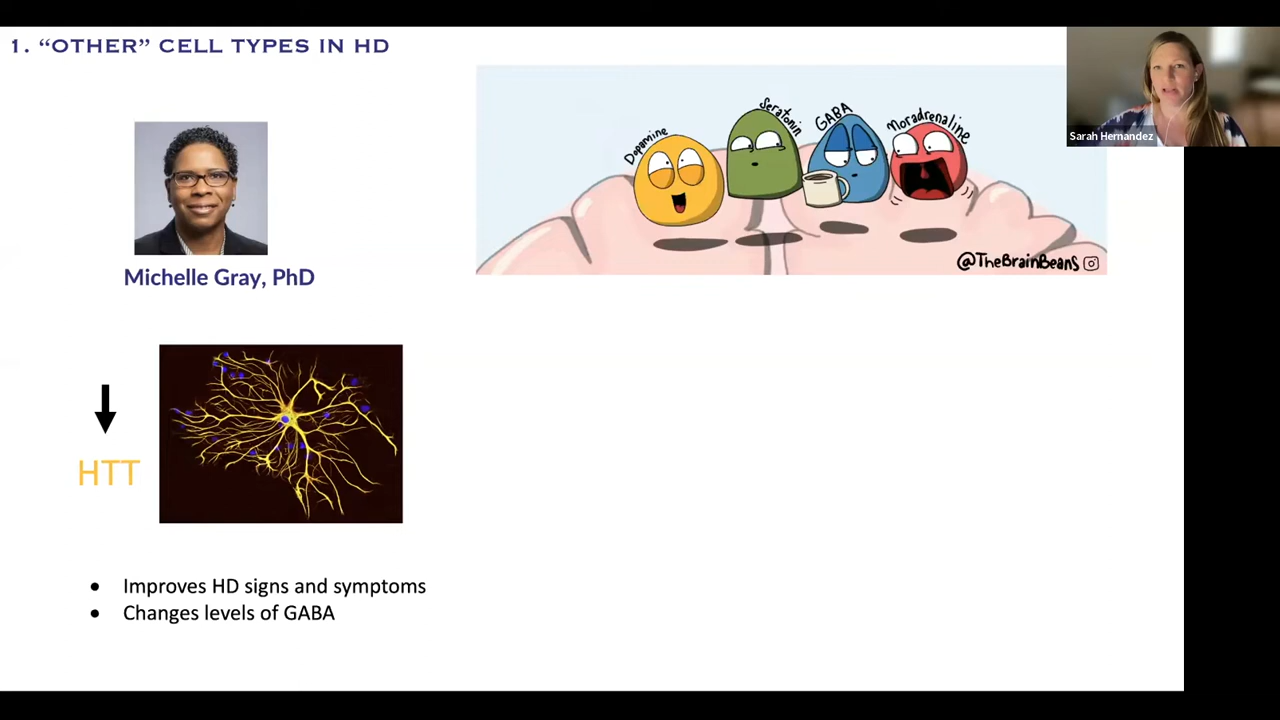 1. “OTHER” CELL TYPES IN HD
Dopamine
Seratonin
GABA
Noradrenaline
@TheBrainBeans
Sarah Hernandez
Michelle Gray, PhD
HTT
• Improves HD signs and symptoms
• Changes levels of GABA